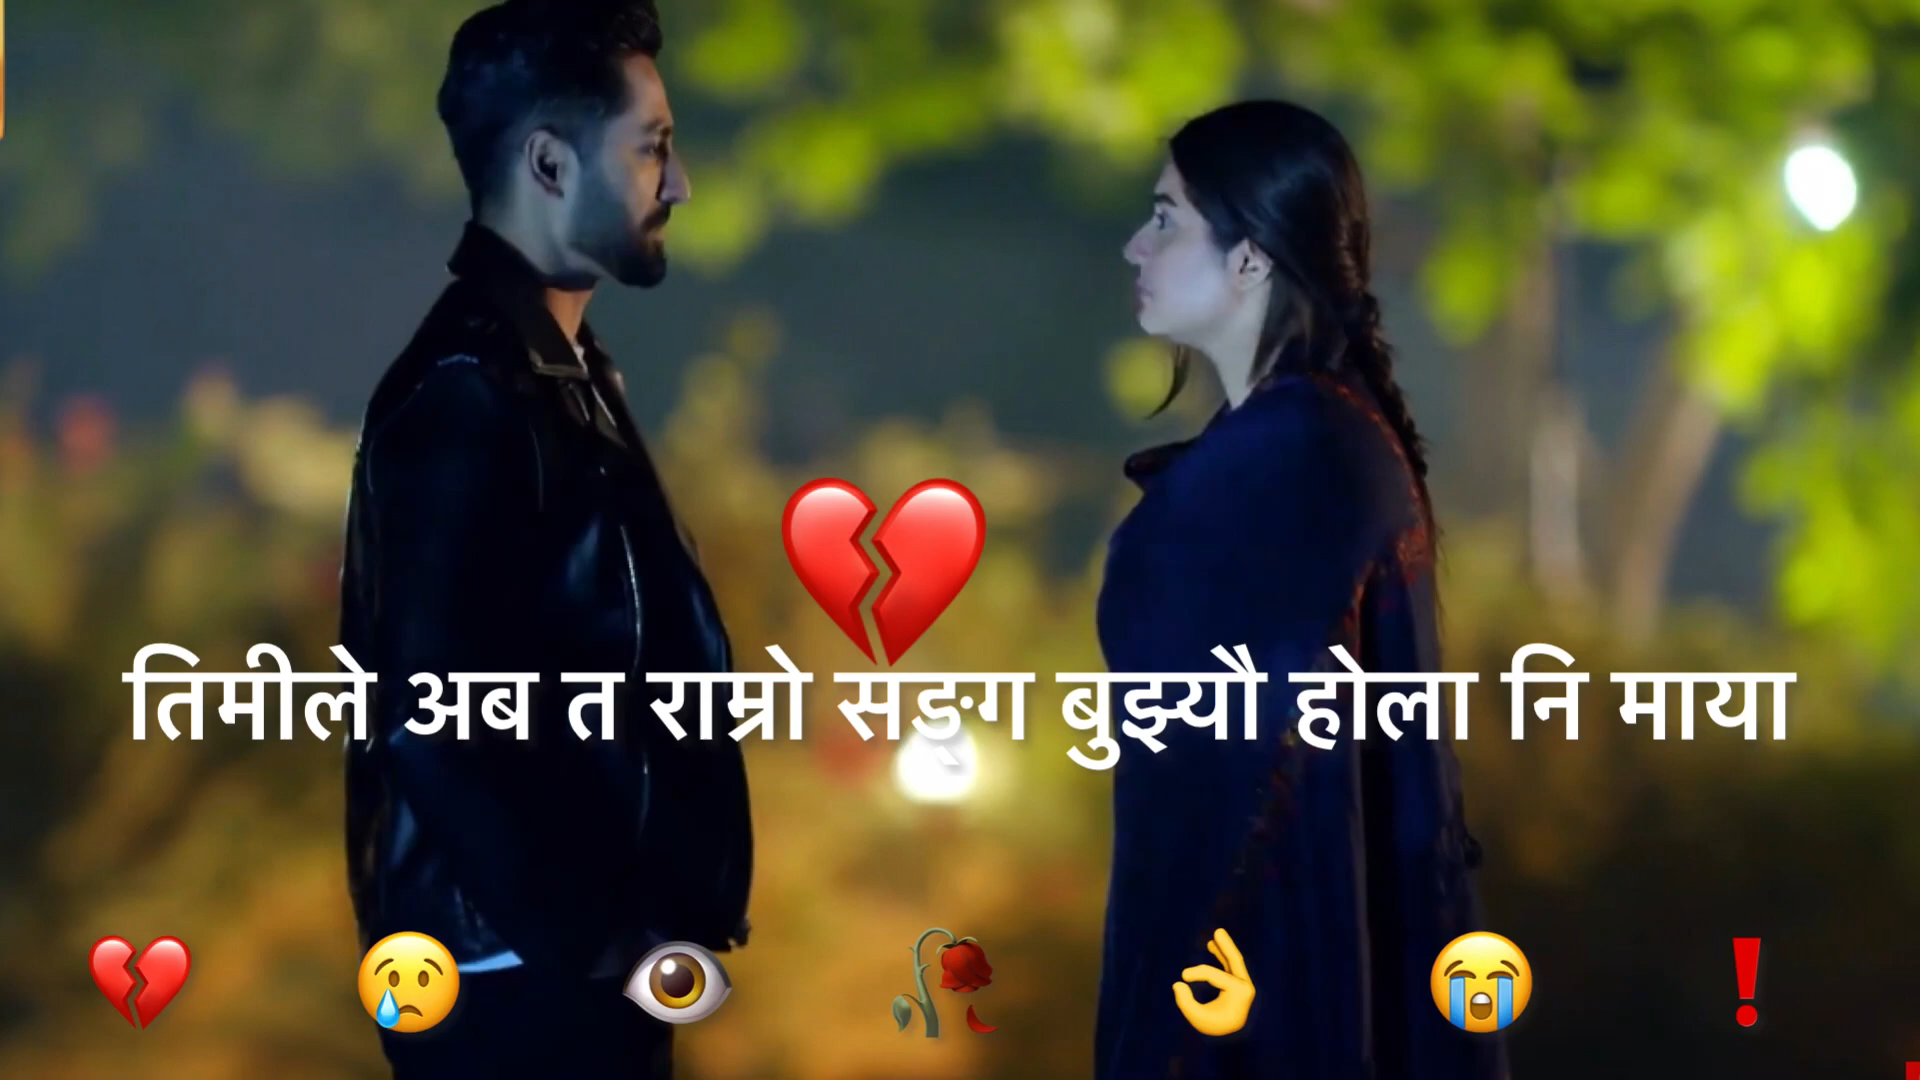 तिमीले अब त राम्रो सङ्ग बुझ्यौ होला नि माया